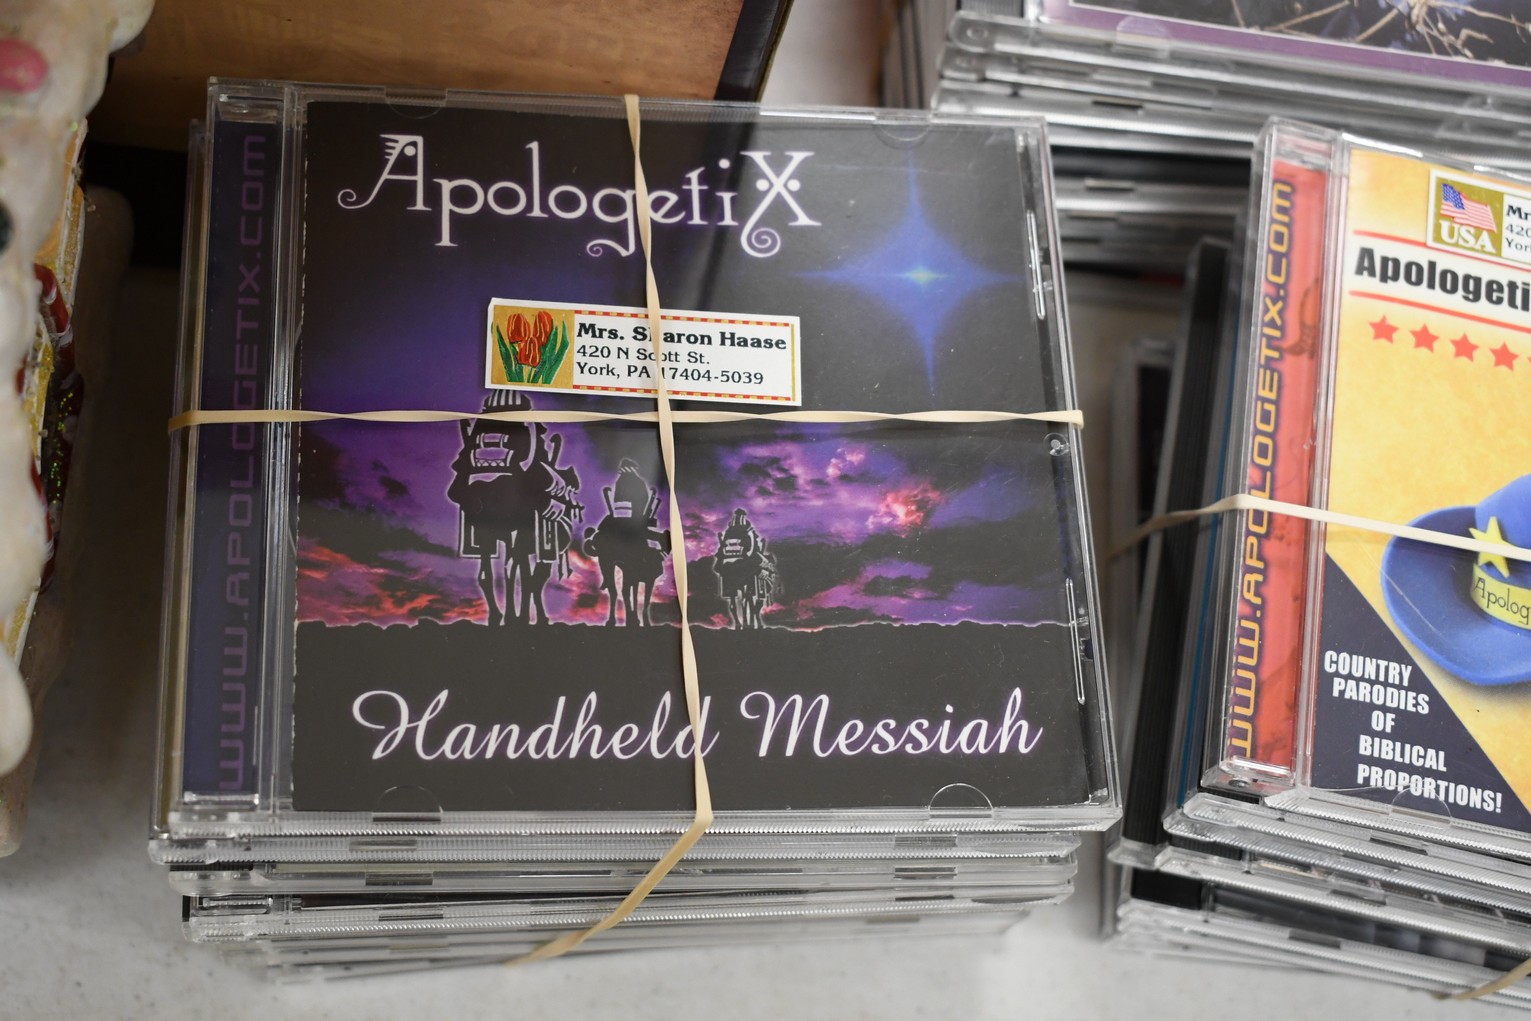 ApologetiX
Mrs. Sharon Haase
420 N Scott St.
York, PA 17404-5039
Handheld Messiah
WWW.APOLOGETIX.COM
WWW.APOLOGETIX.COM
USA
420
COUNTRY
PARODIES
OF
BIBLICAL
PROPORTIONS!